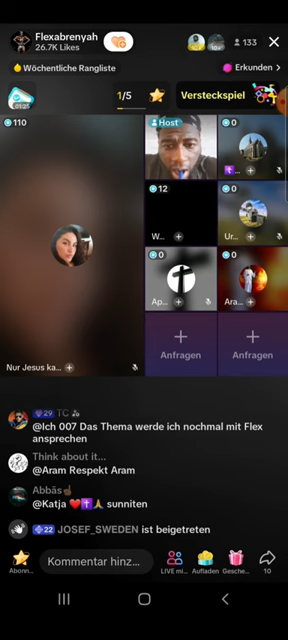 Flexabrenyah
26.7K Likes
133
Wöchentliche Rangliste
Erkunden >
01:25
1/5
Versteckspiel
110
Host
0
12
0
W...
Ur...
0
0
Ap...
Ara...
Nur Jesus ka...
Anfragen
Anfragen
29 TC
@Ich 007 Das Thema werde ich nochmal mit Flex
ansprechen
Think about it...
@Aram Respekt Aram
Abbās
@Katja ❤️✝️🙏 sunniten
22 JOSEF_SWEDEN ist beigetreten
Abonn...
Kommentar hinz...
LIVE mi...
Aufladen
Gesche...
10